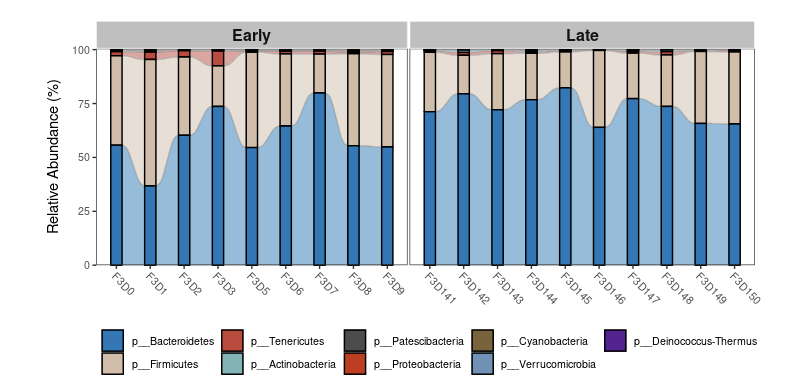 Early Late
Relative Abundance (%)
100
75
50
25
0
F3D0 F3D1 F3D2 F3D3 F3D5 F3D6 F3D7 F3D8 F3D9 F3D141 F3D142 F3D143 F3D144 F3D145 F3D146 F3D147 F3D148 F3D149 F3D150
p__Bacteroidetes p__Tenericutes p__Patescibacteria p__Cyanobacteria p__Deinococcus-Thermus
p__Firmicutes p__Actinobacteria p__Proteobacteria p__Verrucomicrobia